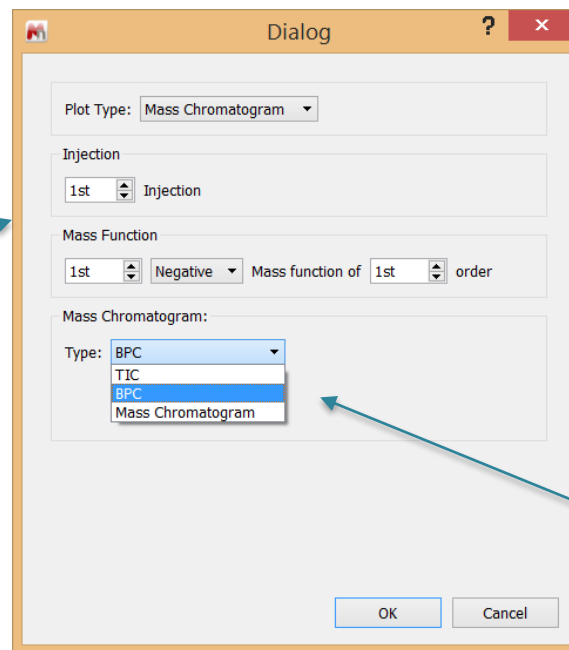 Dialog ? ×
Plot Type: Mass Chromatogram
Injection
1st Injection
Mass Function
1st Negative Mass function of 1st order
Mass Chromatogram:
Type: BPC
TIC
BPC
Mass Chromatogram
OK Cancel